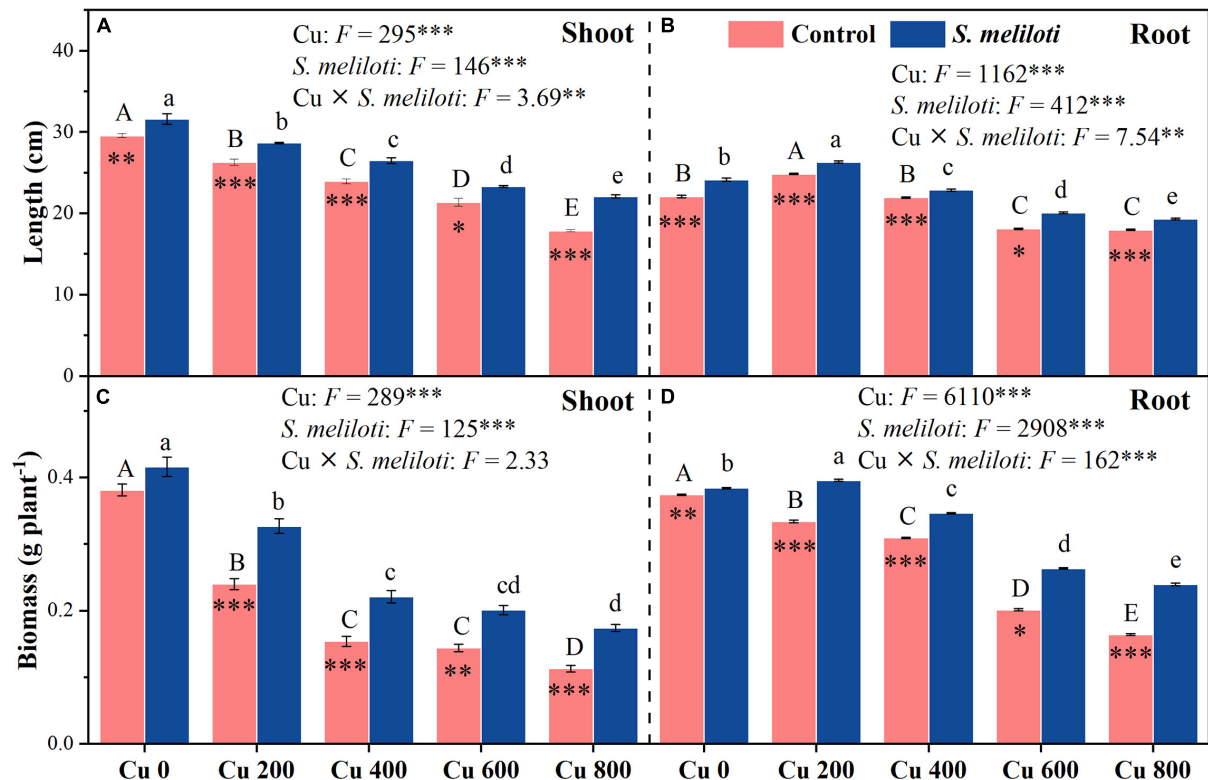 A
Cu: F = 295***
S. meliloti: F = 146***
Cu × S. meliloti: F = 3.69**
Shoot
B
Control
S. meliloti
Root
Cu: F = 1162***
S. meliloti: F = 412***
Cu × S. meliloti: F = 7.54**
Length (cm)
40
30
20
10
0
A a B b C c D d E e
** *** *** * ***
B b A a B c C d C e
*** *** *** * ***
C
Cu: F = 289***
S. meliloti: F = 125***
Cu × S. meliloti: F = 2.33
Shoot
D
Cu: F = 6110***
S. meliloti: F = 2908***
Cu × S. meliloti: F = 162***
Root
Biomass (g plant⁻¹)
0.4
0.2
0.0
A a B b C c C cd D d
*** *** ** ***
A b B a C c D d E e
** *** *** * ***
Cu 0 Cu 200 Cu 400 Cu 600 Cu 800 Cu 0 Cu 200 Cu 400 Cu 600 Cu 800